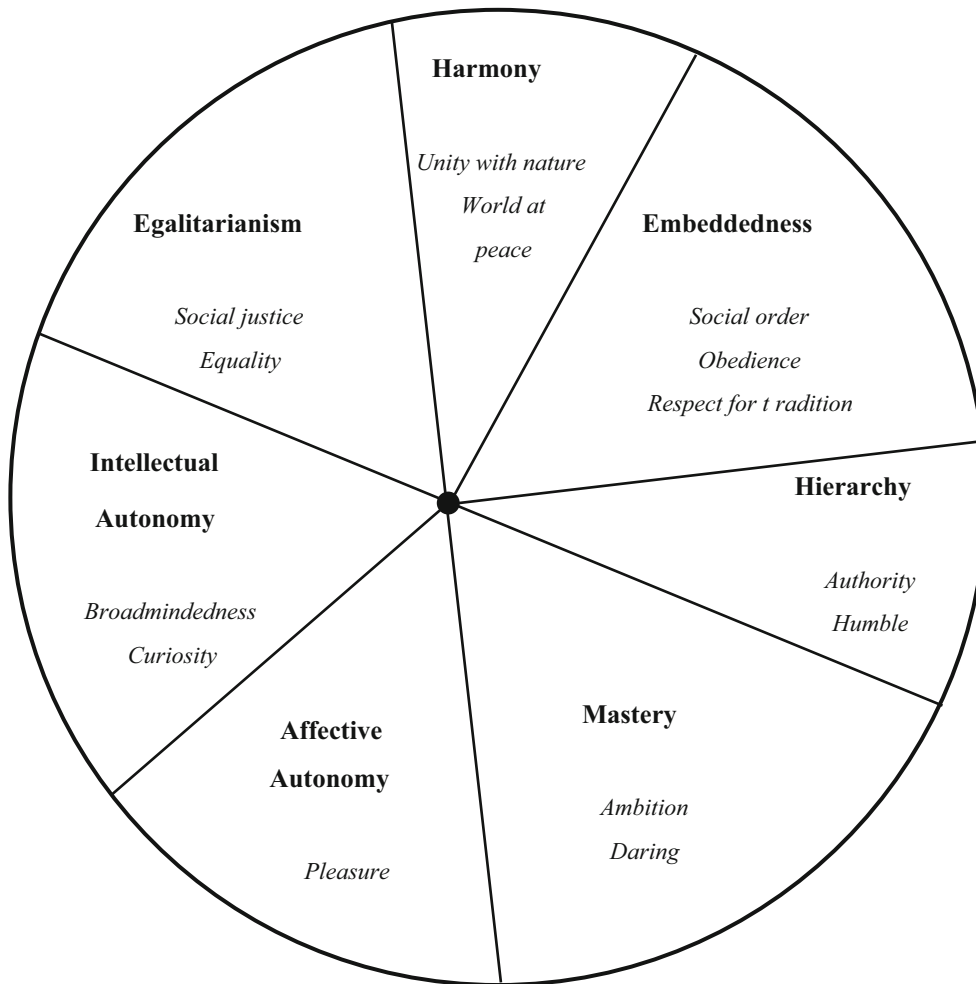 Harmony
Unity with nature
World at
peace
Embeddedness
Social order
Obedience
Respect for t radition
Hierarchy
Authority
Humble
Mastery
Ambition
Daring
Affective
Autonomy
Pleasure
Intellectual
Autonomy
Broadmindedness
Curiosity
Egalitarianism
Social justice
Equality